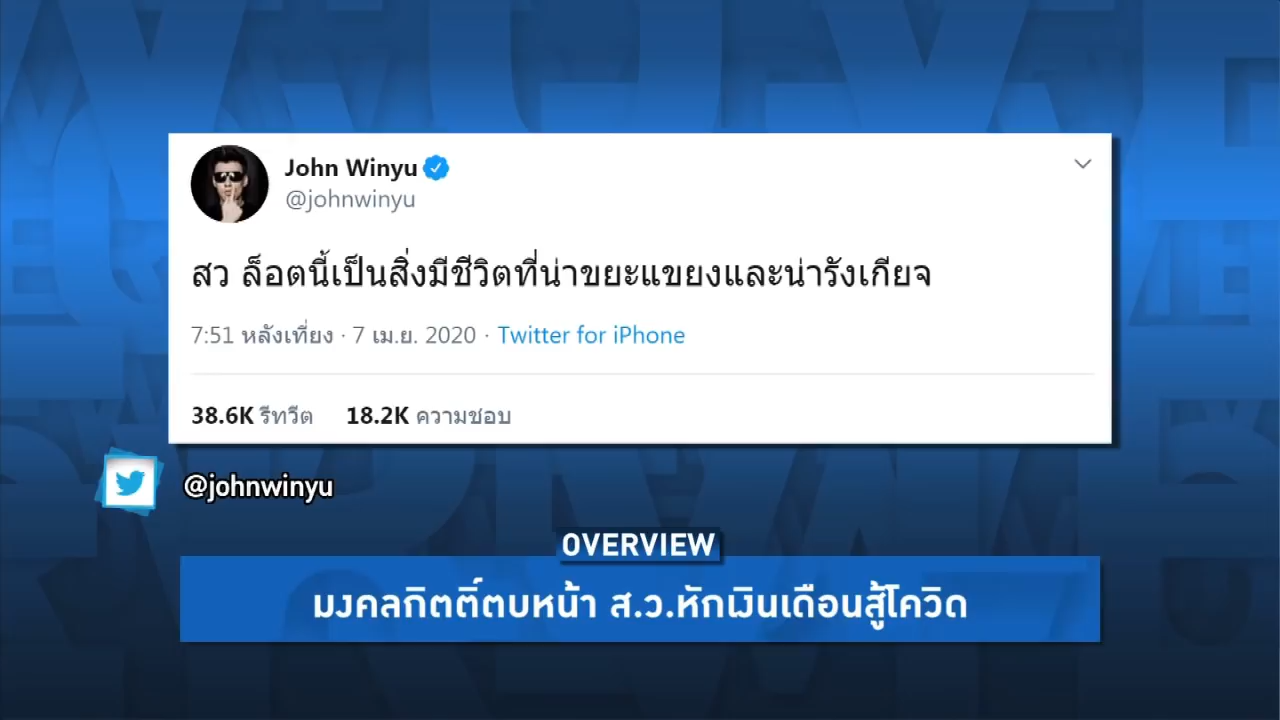 John Winyu
@johnwinyu
สว ล็อตนี้เป็นสิ่งมีชีวิตที่น่าขยะแขยงและน่ารังเกียจ
7:51 หลังเที่ยง · 7 เม.ย. 2020 · Twitter for iPhone
38.6K รีทวีต 18.2K ความชอบ
@johnwinyu
OVERVIEW
มงคลกิตติ์ตบหน้า ส.ว.หักเงินเดือนสู้โควิด